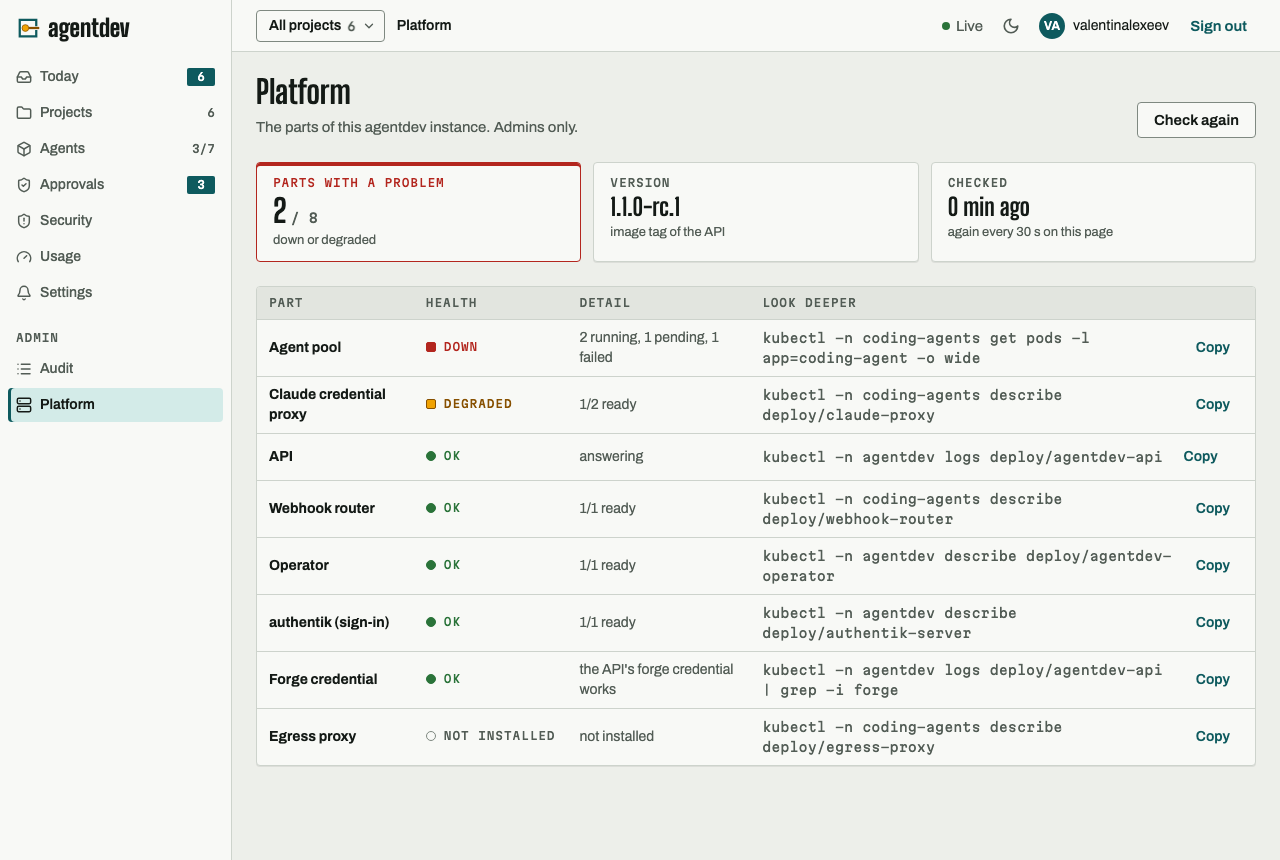 agentdev
All projects 6
Platform
Live
VA
valentinalexeev
Sign out
Today 6
Projects 6
Agents 3/7
Approvals 3
Security
Usage
Settings
ADMIN
Audit
Platform
Platform
The parts of this agentdev instance. Admins only.
Check again
PARTS WITH A PROBLEM
2 / 8
down or degraded
VERSION
1.1.0-rc.1
image tag of the API
CHECKED
0 min ago
again every 30 s on this page
PART HEALTH DETAIL LOOK DEEPER
Agent pool
DOWN
2 running, 1 pending, 1
failed
kubectl -n coding-agents get pods -l
app=coding-agent -o wide
Copy
Claude credential
proxy
DEGRADED
1/2 ready
kubectl -n coding-agents describe
deploy/claude-proxy
Copy
API
OK
answering
kubectl -n agentdev logs deploy/agentdev-api
Copy
Webhook router
OK
1/1 ready
kubectl -n coding-agents describe
deploy/webhook-router
Copy
Operator
OK
1/1 ready
kubectl -n agentdev describe deploy/agentdev-
operator
Copy
authentik (sign-in)
OK
1/1 ready
kubectl -n agentdev describe
deploy/authentik-server
Copy
Forge credential
OK
the API's forge credential
works
kubectl -n agentdev logs deploy/agentdev-api
| grep -i forge
Copy
Egress proxy
NOT INSTALLED
not installed
kubectl -n coding-agents describe
deploy/egress-proxy
Copy